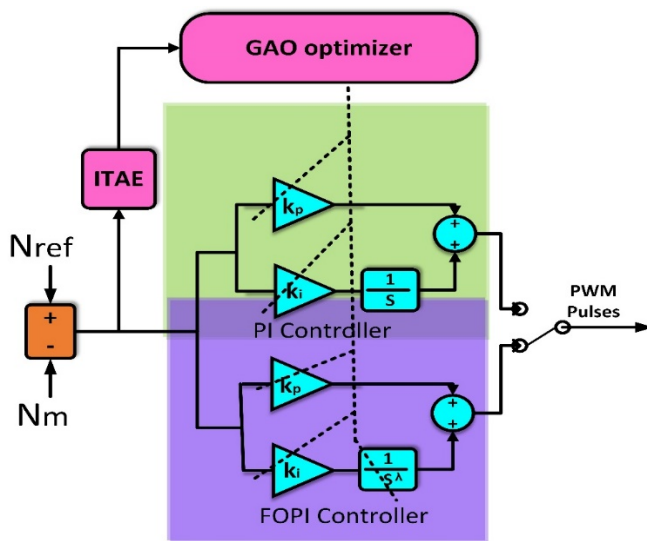 GAO optimizer
ITAE
Nref
+
-
Nm
kp
ki
1
S
+
+
PI Controller
kp
ki
1
S^λ
+
+
FOPI Controller
PWM
Pulses